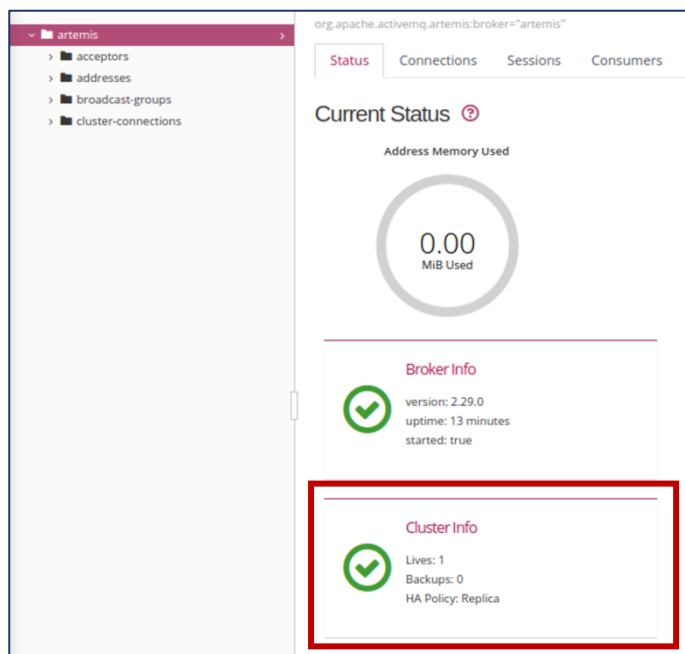 artemis
acceptors
addresses
broadcast-groups
cluster-connections
org.apache.activemq.artemis:broker="artemis"
Status Connections Sessions Consumers
Current Status
Address Memory Used
0.00
MiB Used
Broker Info
version: 2.29.0
uptime: 13 minutes
started: true
Cluster Info
Lives: 1
Backups: 0
HA Policy: Replica